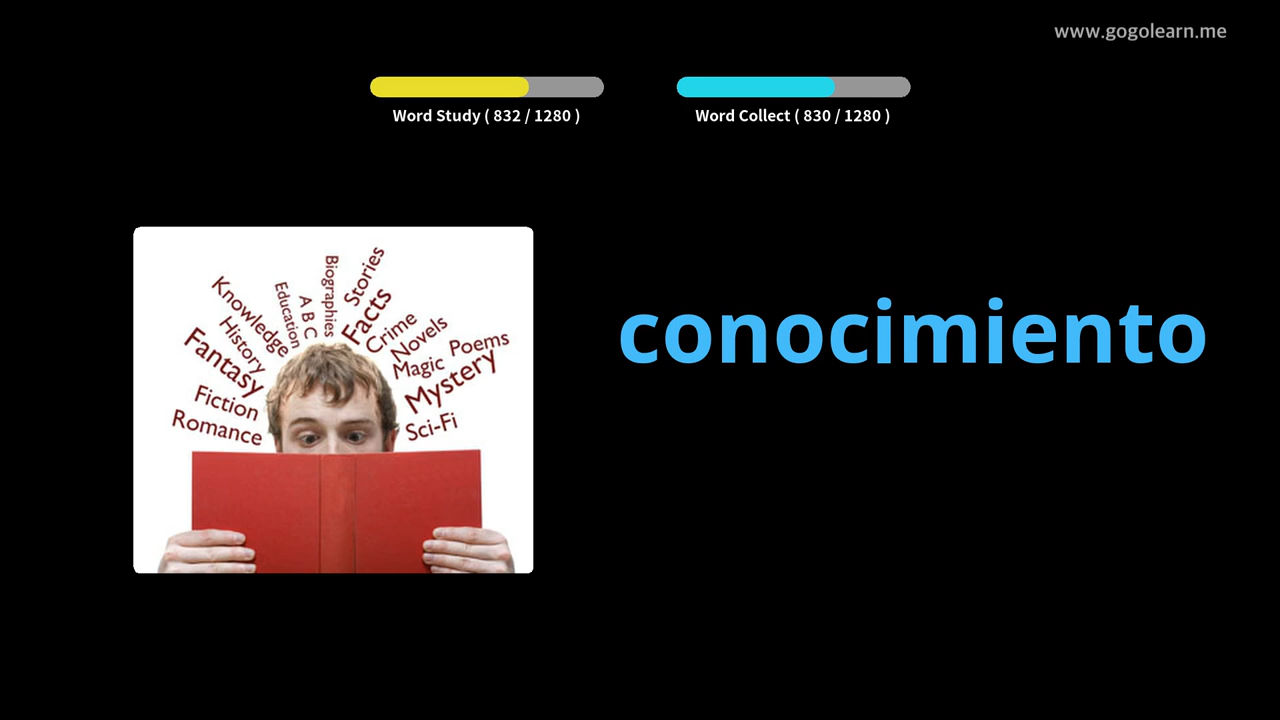 www.gogolearn.me
Word Study ( 832 / 1280 )
Word Collect ( 830 / 1280 )
conocimiento
Knowledge
Education
A B C
Biographies
Stories
Facts
Crime
Novels
Poems
History
Fantasy
Magic
Mystery
Fiction
Romance
Sci-Fi